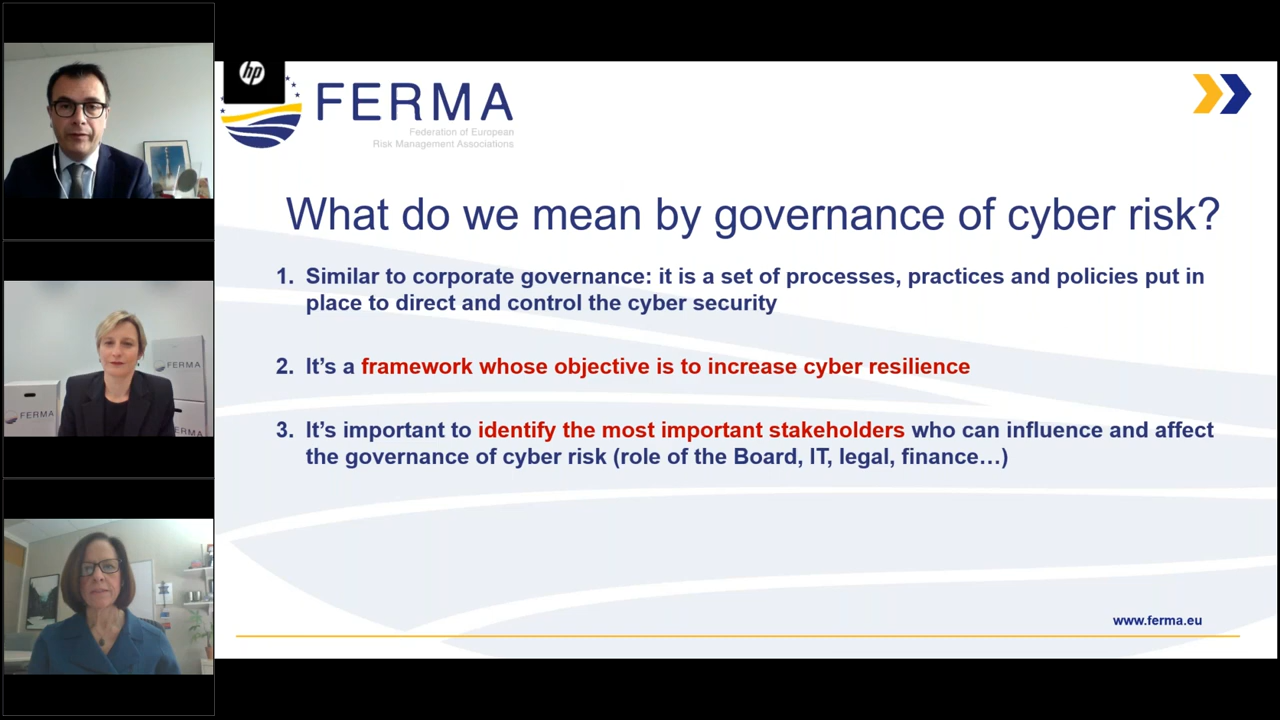 hp
FERMA
Federation of European
Risk Management Associations
What do we mean by governance of cyber risk?
1. Similar to corporate governance: it is a set of processes, practices and policies put in
place to direct and control the cyber security
2. It’s a framework whose objective is to increase cyber resilience
3. It’s important to identify the most important stakeholders who can influence and affect
the governance of cyber risk (role of the Board, IT, legal, finance…)
www.ferma.eu
FERMA
FERMA
ERMA